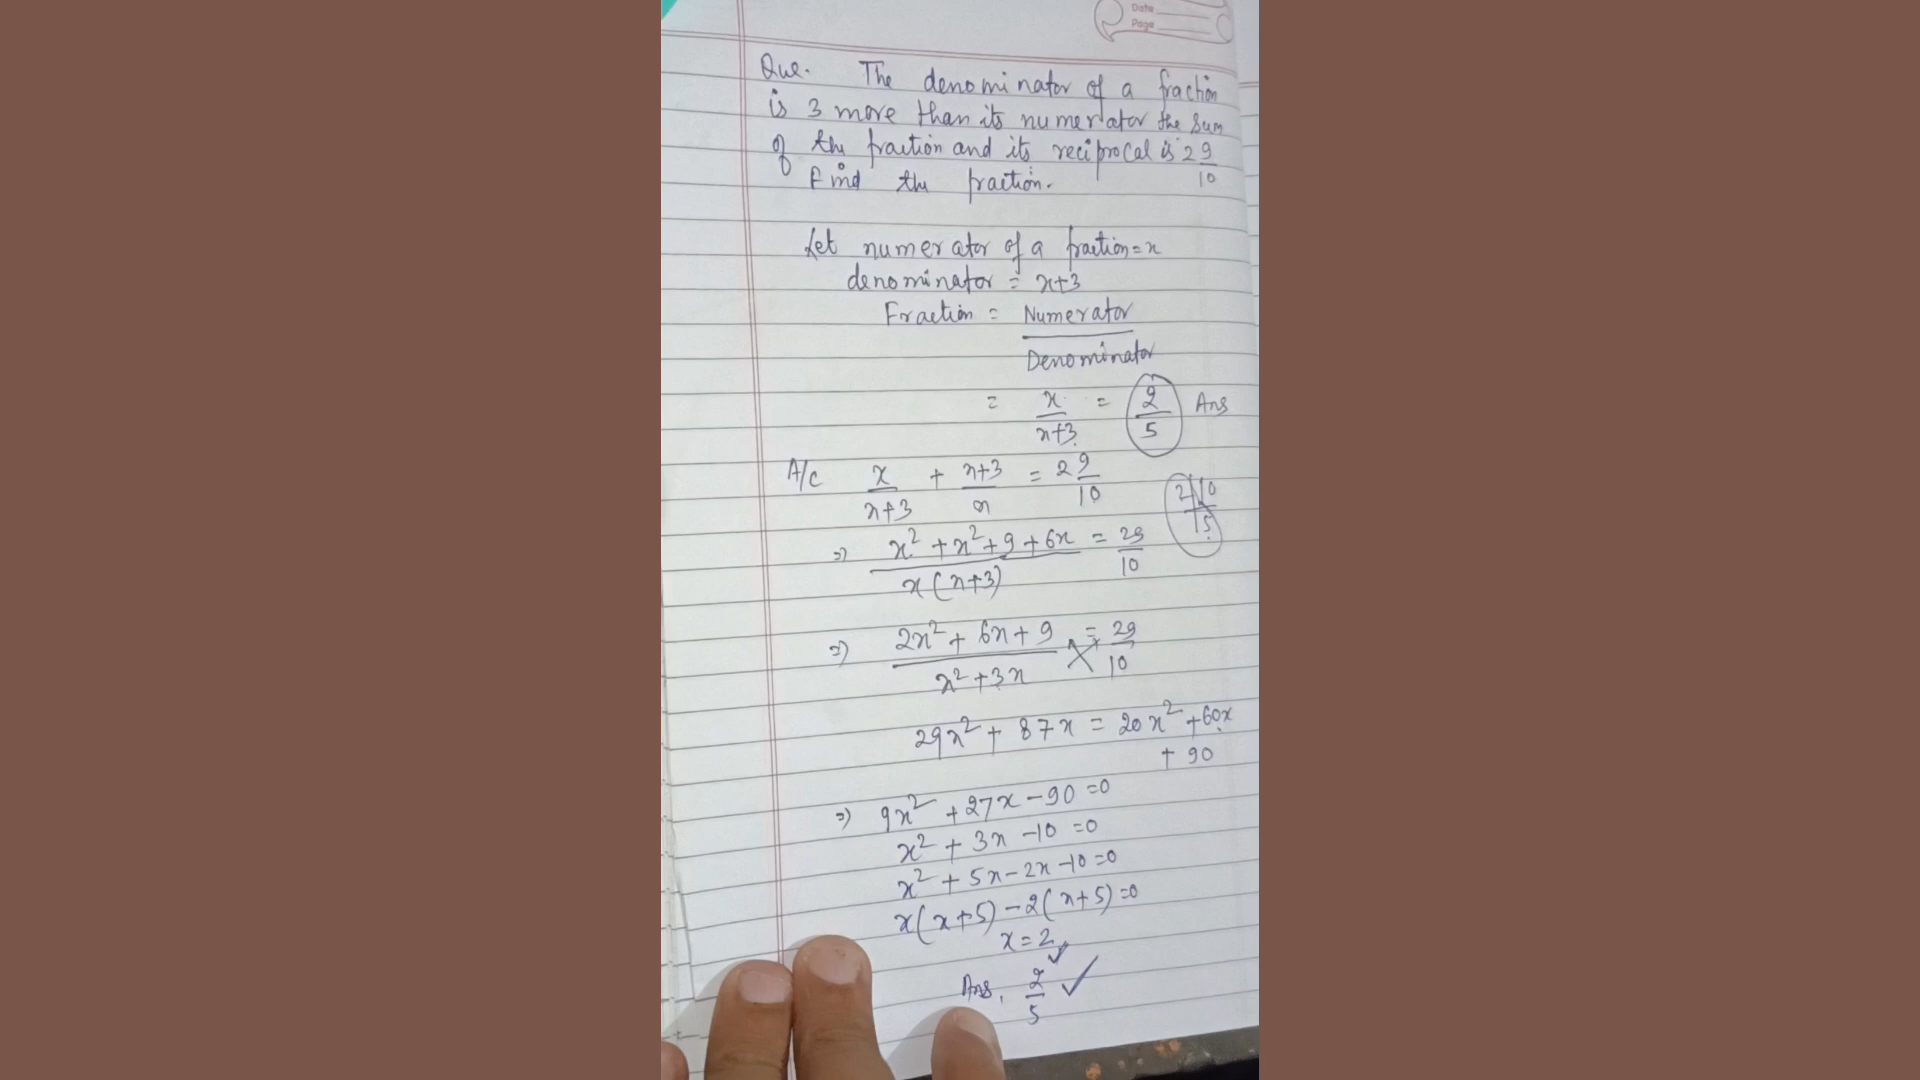 Date
Page
Que. The denominator of a fraction
is 3 more than its numerator the sum
of the fraction and its reciprocal is 2 9/10
Find the fraction.
Let numerator of a fraction = x
denominator = x+3
Fraction = Numerator
Denominator
= x/x+3 = 2/5 Ans
A/c x/x+3 + x+3/x = 2 9/10
2 10
5
=) x² + x² + 9 + 6x / x(x+3) = 29/10
=) 2x² + 6x + 9 / x² + 3x = 29/10
29x² + 87x = 20x² + 60x
+ 90
=) 9x² + 27x - 90 = 0
x² + 3x - 10 = 0
x² + 5x - 2x - 10 = 0
x(x+5) - 2(x+5) = 0
x = 2
Ans. 2/5